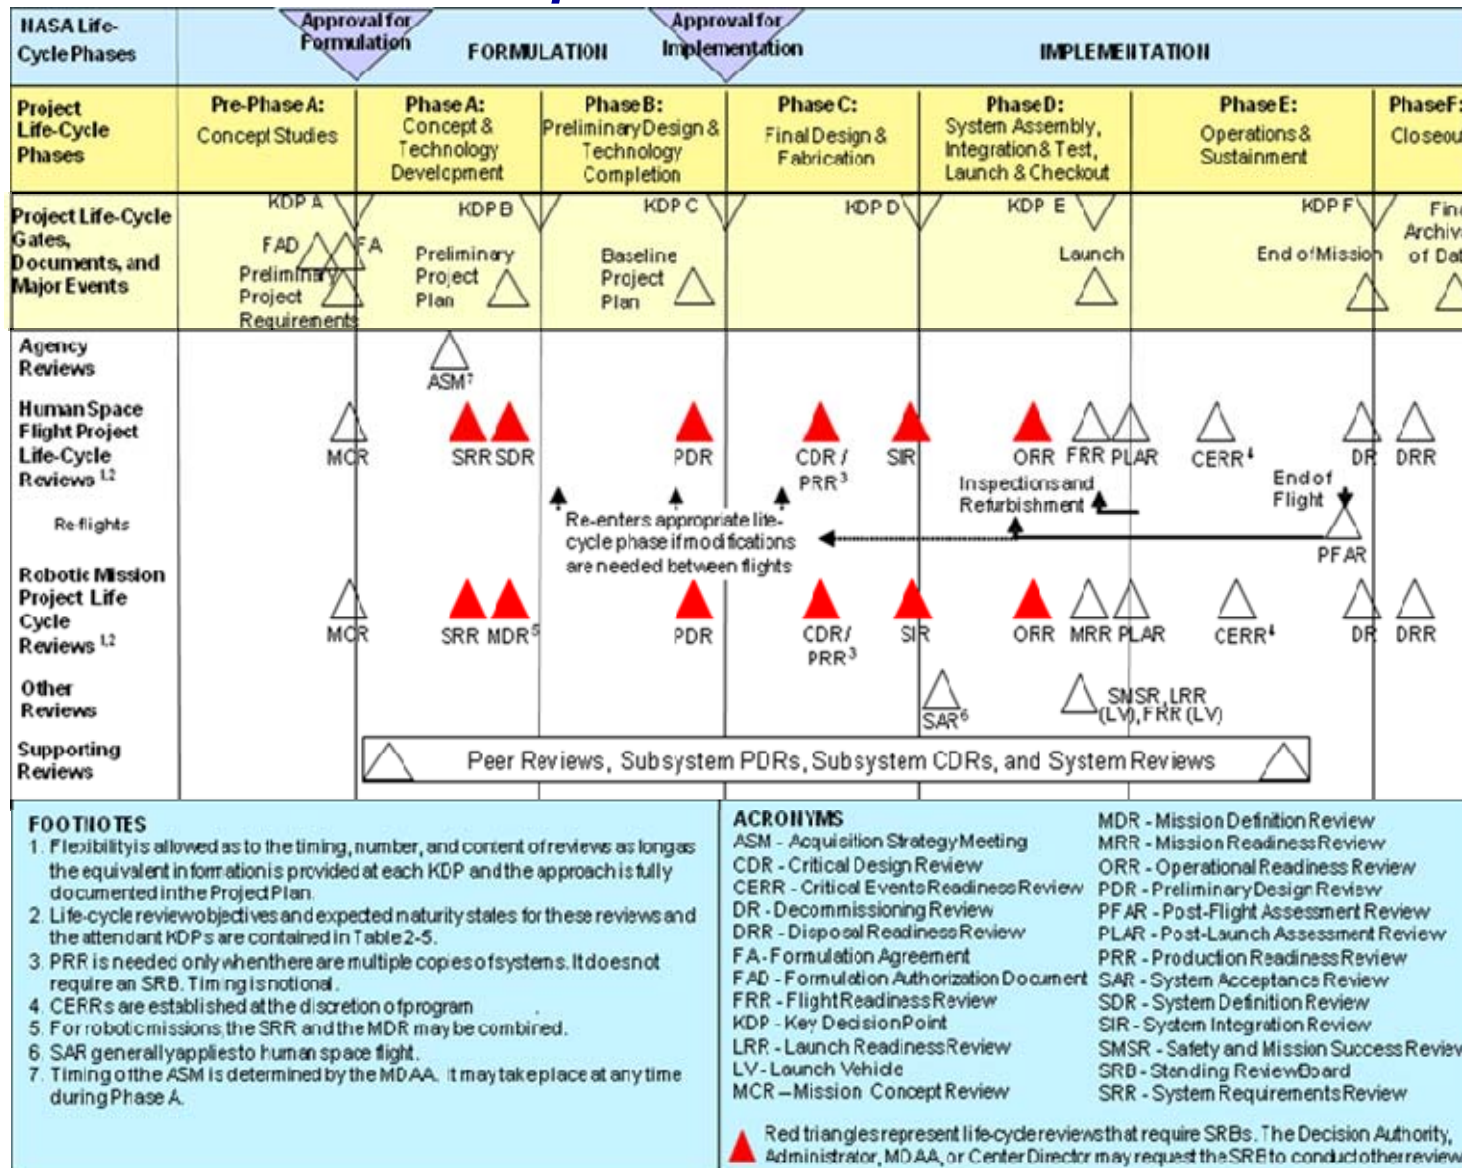 NASA Life-
Cycle Phases
Approval for
Formulation
FORMULATION
Approval for
Implementation
IMPLEMENTATION
Project
Life-Cycle
Phases
Pre-Phase A:
Concept Studies
Phase A:
Concept &
Technology
Development
Phase B:
Preliminary Design &
Technology
Completion
Phase C:
Final Design &
Fabrication
Phase D:
System Assembly,
Integration & Test,
Launch & Checkout
Phase E:
Operations &
Sustainment
Phase F:
Closeou
Project Life-Cycle
Gates,
Documents, and
Major Events
KDP A
FAD
FA
Preliminary
Project
Requirements
KDP B
Preliminary
Project
Plan
KDP C
Baseline
Project
Plan
KDP D
KDP E
Launch
KDP F
End of Mission
Fina
Archiva
of Dat
Agency
Reviews
ASM7
Human Space
Flight Project
Life-Cycle
Reviews 1,2
MCR
SRR SDR
PDR
CDR /
PRR3
SIR
ORR
FRR PLAR
CERR4
DR
DRR
Re-flights
Re-enters appropriate life-
cycle phase if modifications
are needed between flights
Inspections and
Refurbishment
End of
Flight
PFAR
Robotic Mission
Project Life
Cycle
Reviews 1,2
MCR
SRR MDR5
PDR
CDR/
PRR3
SIR
ORR
MRR PLAR
CERR4
DR
DRR
Other
Reviews
SAR6
SMSR, LRR
(LV), FRR (LV)
Supporting
Reviews
Peer Reviews, Subsystem PDRs, Subsystem CDRs, and System Reviews
FOOTNOTES
1. Flexibility is allowed as to the timing, number, and content of reviews as long as
the equivalent information is provided at each KDP and the approach is fully
documented in the Project Plan.
2. Life-cycle review objectives and expected maturity states for these reviews and
the attendant KDPs are contained in Table 2-5.
3. PRR is needed only when there are multiple copies of systems. It does not
require an SRB. Timing is notional.
4. CERRs are established at the discretion of program .
5. For robotic missions, the SRR and the MDR may be combined.
6. SAR generally applies to human space flight.
7. Timing of the ASM is determined by the MDAA. It may take place at any time
during Phase A.
ACRONYMS
ASM - Acquisition Strategy Meeting
CDR - Critical Design Review
CERR - Critical Events Readiness Review
DR - Decommissioning Review
DRR - Disposal Readiness Review
FA - Formulation Agreement
FAD - Formulation Authorization Document
FRR - Flight Readiness Review
KDP - Key Decision Point
LRR - Launch Readiness Review
LV - Launch Vehicle
MCR – Mission Concept Review
MDR - Mission Definition Review
MRR - Mission Readiness Review
ORR - Operational Readiness Review
PDR - Preliminary Design Review
PFAR - Post-Flight Assessment Review
PLAR - Post-Launch Assessment Review
PRR - Production Readiness Review
SAR - System Acceptance Review
SDR - System Definition Review
SIR - System Integration Review
SMSR - Safety and Mission Success Review
SRB - Standing Review Board
SRR - System Requirements Review
Red triangles represent life-cycle reviews that require SRBs. The Decision Authority,
Administrator, MDAA, or Center Director may request the SRB to conduct other review